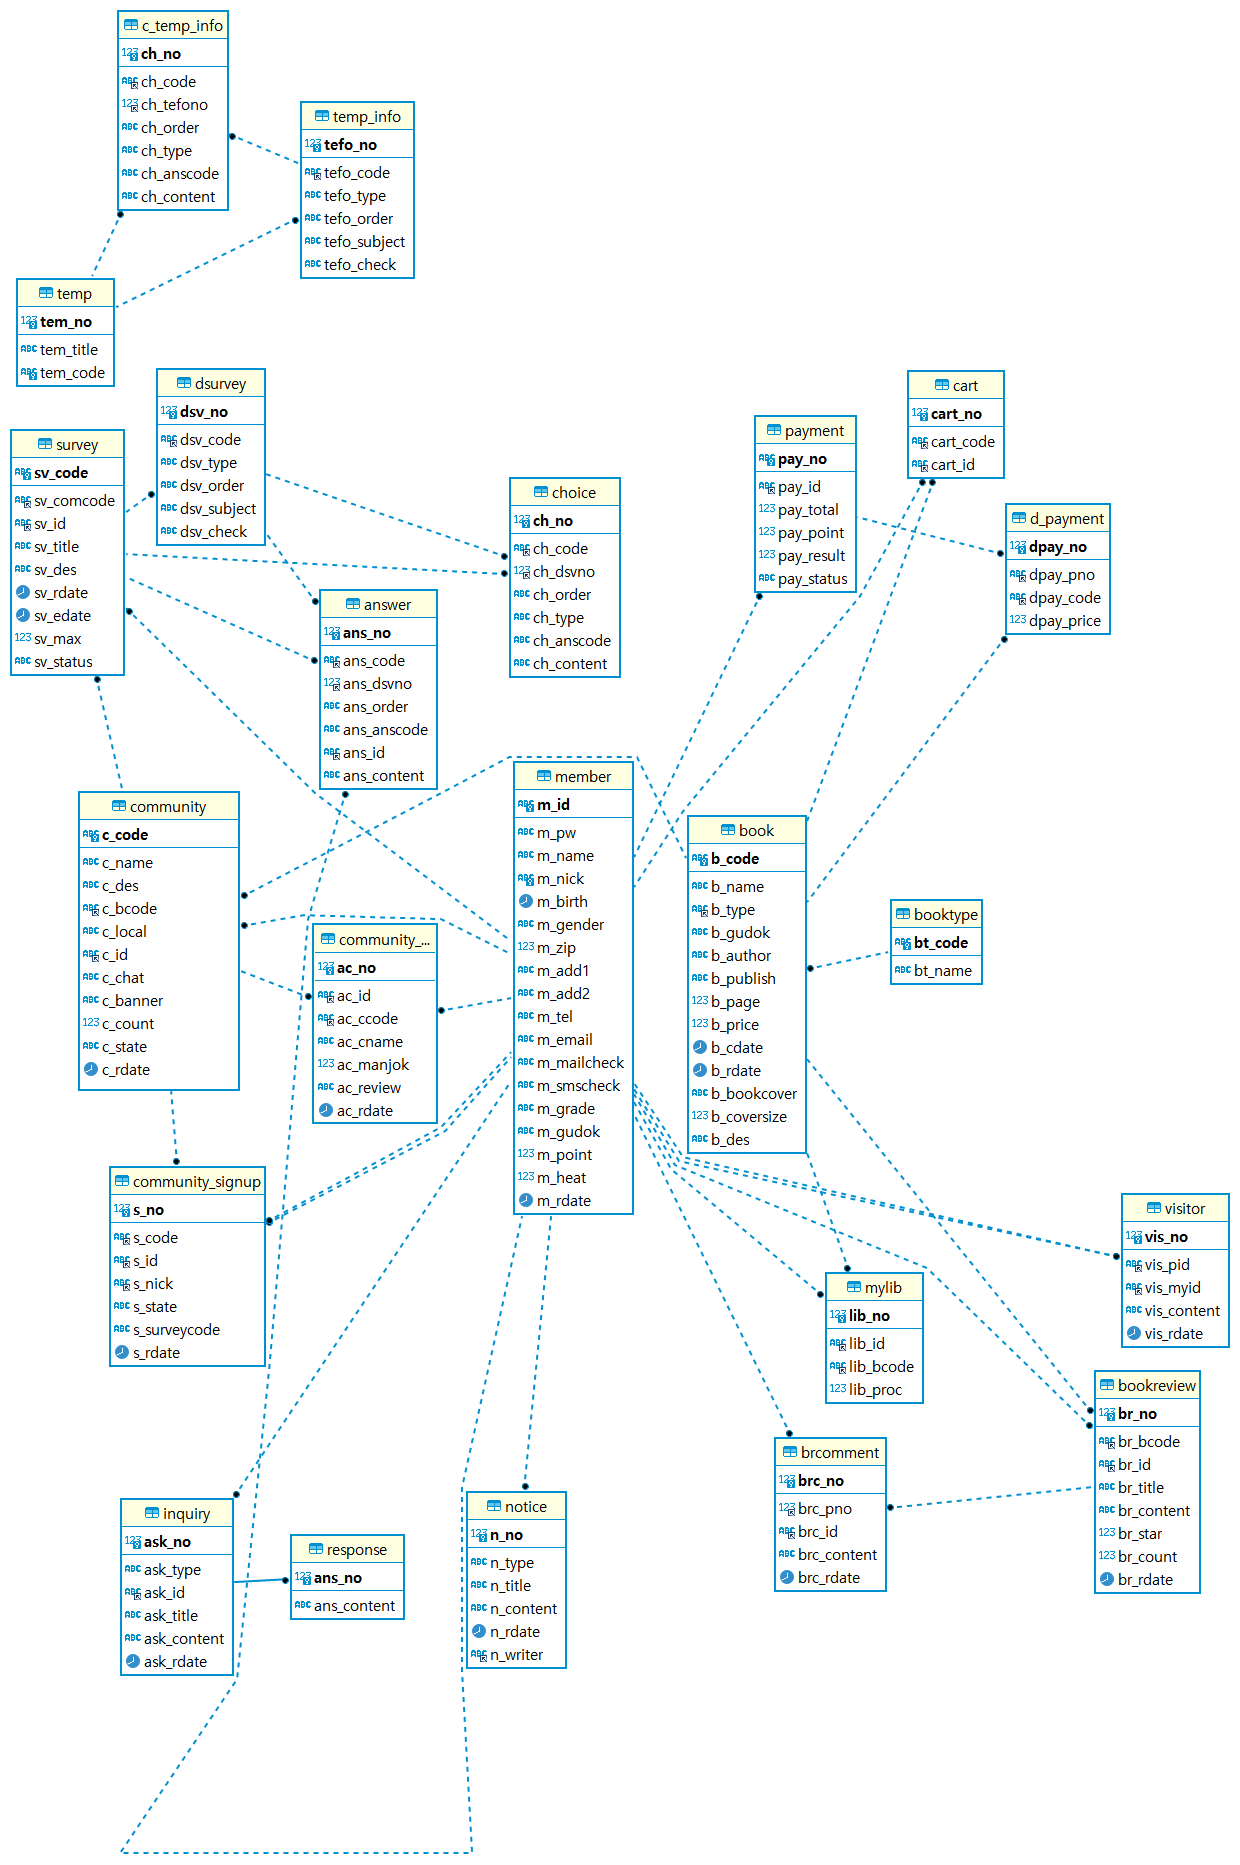 c_temp_info
ch_no
ch_code
ch_tefono
ch_order
ch_type
ch_anscode
ch_content
temp_info
tefo_no
tefo_code
tefo_type
tefo_order
tefo_subject
tefo_check
temp
tem_no
tem_title
tem_code
dsurvey
dsv_no
dsv_code
dsv_type
dsv_order
dsv_subject
dsv_check
survey
sv_code
sv_comcode
sv_id
sv_title
sv_des
sv_rdate
sv_edate
sv_max
sv_status
choice
ch_no
ch_code
ch_dsvno
ch_order
ch_type
ch_anscode
ch_content
payment
pay_no
pay_id
pay_total
pay_point
pay_result
pay_status
cart
cart_no
cart_code
cart_id
d_payment
dpay_no
dpay_pno
dpay_code
dpay_price
answer
ans_no
ans_code
ans_dsvno
ans_order
ans_anscode
ans_id
ans_content
community
c_code
c_name
c_des
c_bcode
c_local
c_id
c_chat
c_banner
c_count
c_state
c_rdate
community_...
ac_no
ac_id
ac_ccode
ac_cname
ac_manjok
ac_review
ac_rdate
member
m_id
m_pw
m_name
m_nick
m_birth
m_gender
m_zip
m_add1
m_add2
m_tel
m_email
m_mailcheck
m_smscheck
m_grade
m_gudok
m_point
m_heat
m_rdate
book
b_code
b_name
b_type
b_gudok
b_author
b_publish
b_page
b_price
b_cdate
b_rdate
b_bookcover
b_coversize
b_des
booktype
bt_code
bt_name
community_signup
s_no
s_code
s_id
s_nick
s_state
s_surveycode
s_rdate
visitor
vis_no
vis_pid
vis_myid
vis_content
vis_rdate
mylib
lib_no
lib_id
lib_bcode
lib_proc
bookreview
br_no
br_bcode
br_id
br_title
br_content
br_star
br_count
br_rdate
brcomment
brc_no
brc_pno
brc_id
brc_content
brc_rdate
inquiry
ask_no
ask_type
ask_id
ask_title
ask_content
ask_rdate
response
ans_no
ans_content
notice
n_no
n_type
n_title
n_content
n_rdate
n_writer